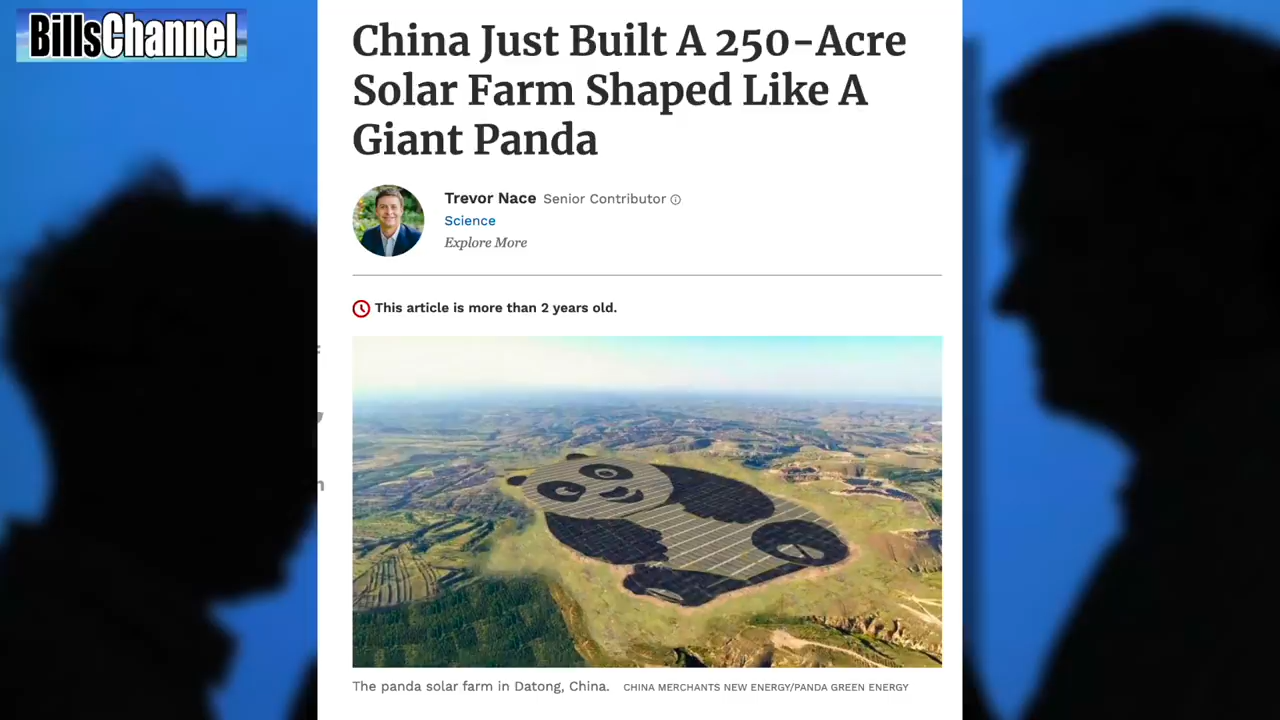 BillsChannel
China Just Built A 250-Acre
Solar Farm Shaped Like A
Giant Panda
Trevor Nace Senior Contributor
Science
Explore More
This article is more than 2 years old.
The panda solar farm in Datong, China. CHINA MERCHANTS NEW ENERGY/PANDA GREEN ENERGY